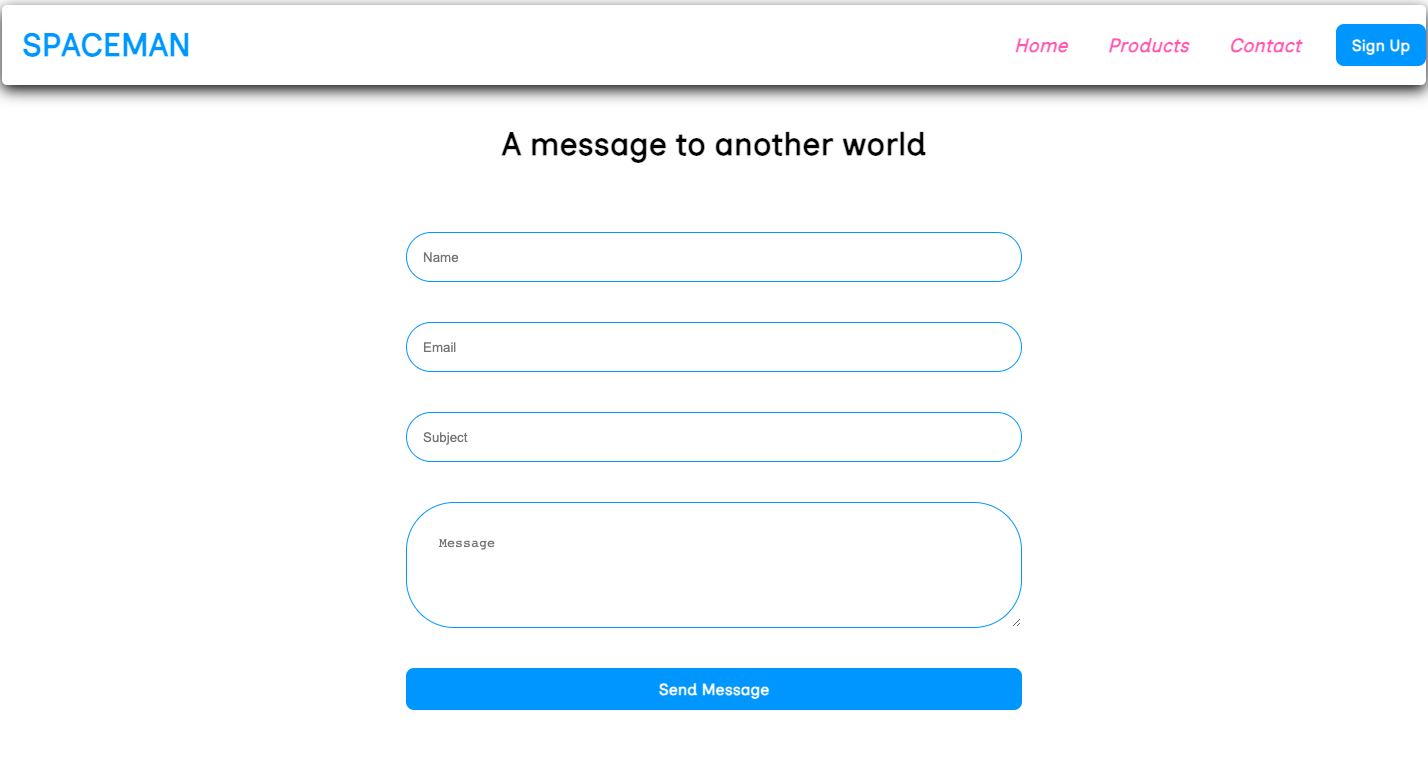 SPACEMAN
Home Products Contact Sign Up
A message to another world
Name
Email
Subject
Message
Send Message